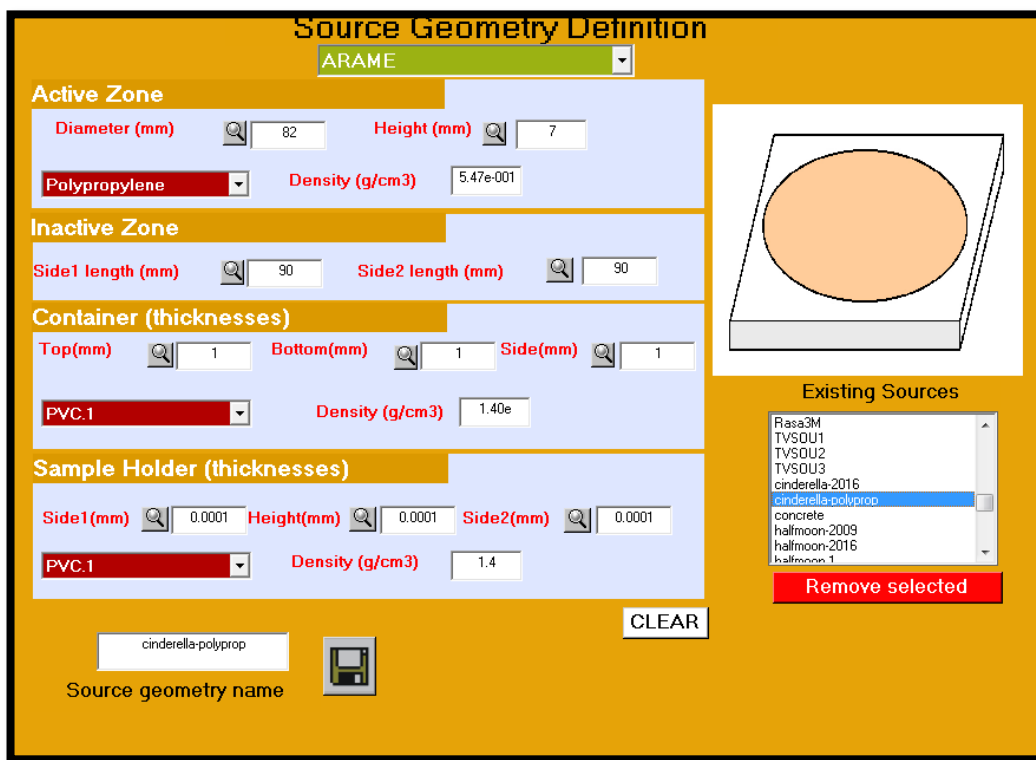 Source Geometry Definition
ARAME
Active Zone
Diameter (mm) 82 Height (mm) 7
Polypropylene Density (g/cm3) 5.47e-001
Inactive Zone
Side1 length (mm) 90 Side2 length (mm) 90
Container (thicknesses)
Top(mm) 1 Bottom(mm) 1 Side(mm) 1
PVC.1 Density (g/cm3) 1.40e
Sample Holder (thicknesses)
Side1(mm) 0.0001 Height(mm) 0.0001 Side2(mm) 0.0001
PVC.1 Density (g/cm3) 1.4
CLEAR
cinderella-polyprop
Source geometry name
Existing Sources
Rasa3M
TVSOU1
TVSOU2
TVSOU3
cinderella-2016
cinderella-polyprop
concrete
halfmoon-2009
halfmoon-2016
halfmoon 1
Remove selected